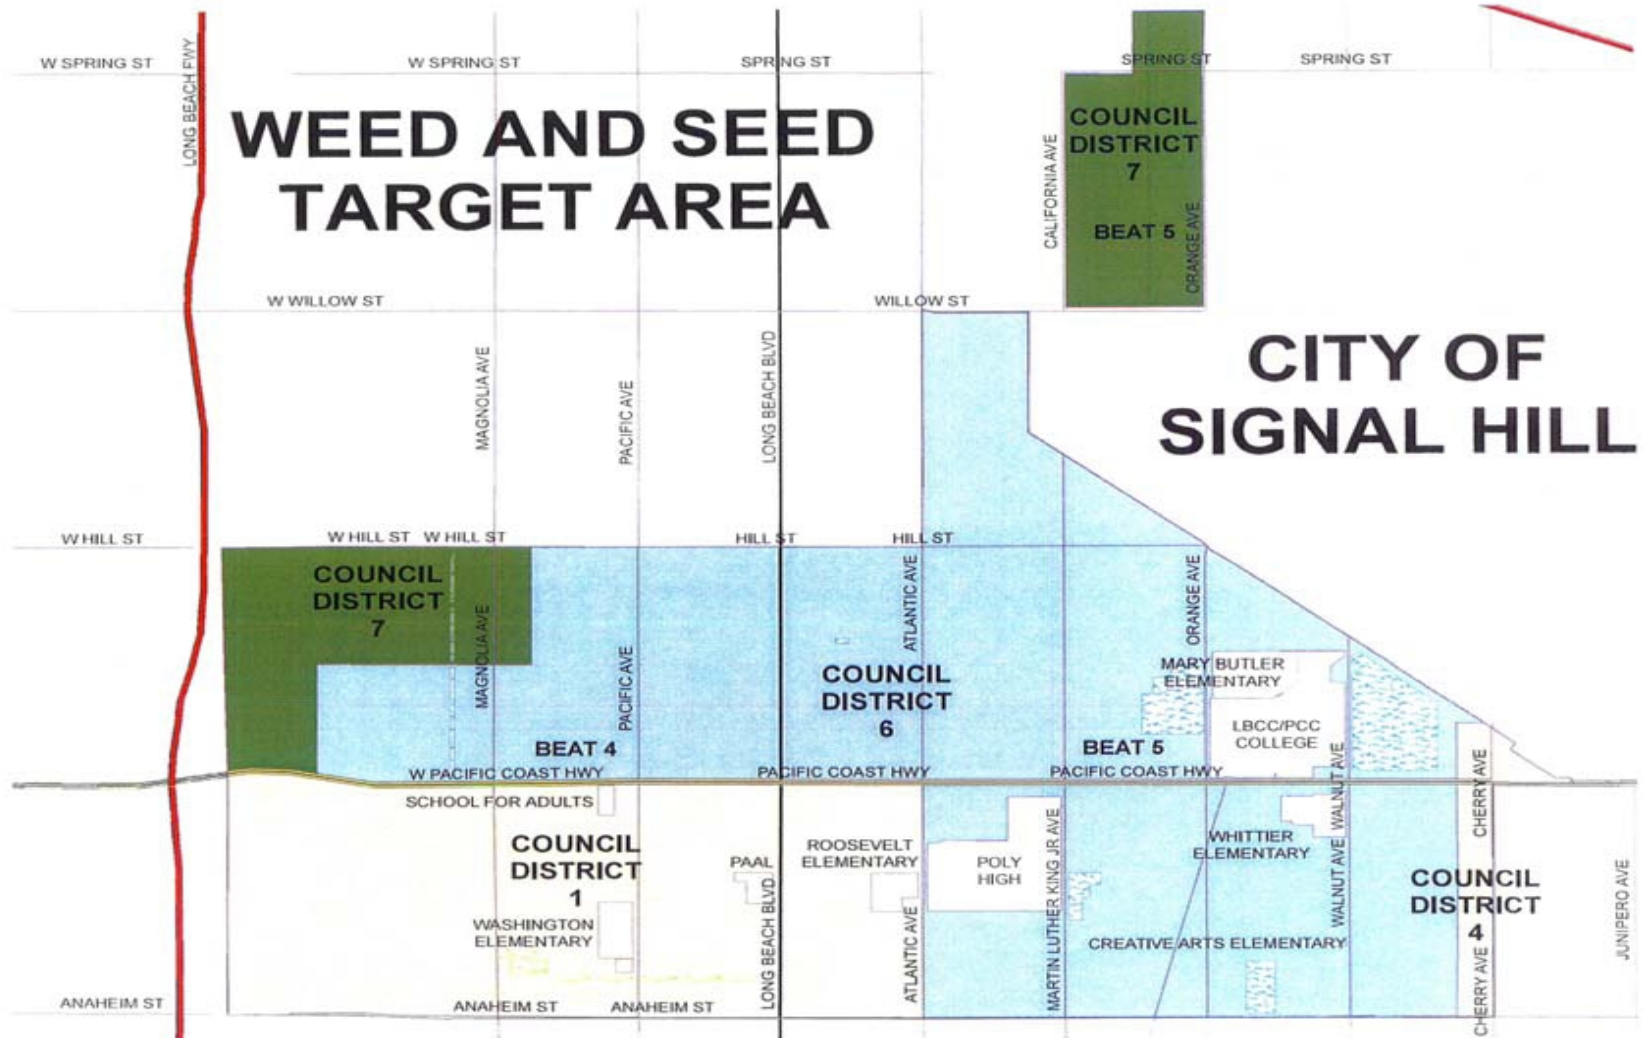 W SPRING ST
W SPRING ST
SPRING ST
SPRING ST
SPRING ST
LONG BEACH FWY
WEED AND SEED
TARGET AREA
COUNCIL
DISTRICT
7
BEAT 5
CALIFORNIA AVE
ORANGE AVE
W WILLOW ST
WILLOW ST
CITY OF
SIGNAL HILL
MAGNOLIA AVE
PACIFIC AVE
LONG BEACH BLVD
W HILL ST
W HILL ST
W HILL ST
HILL ST
HILL ST
COUNCIL
DISTRICT
7
MAGNOLIA AVE
PACIFIC AVE
ATLANTIC AVE
ORANGE AVE
COUNCIL
DISTRICT
6
MARY BUTLER
ELEMENTARY
LBCC/PCC
COLLEGE
BEAT 4
BEAT 5
WALNUT AVE
CHERRY AVE
W PACIFIC COAST HWY
PACIFIC COAST HWY
PACIFIC COAST HWY
SCHOOL FOR ADULTS
COUNCIL
DISTRICT
1
PAAL
ROOSEVELT
ELEMENTARY
POLY
HIGH
MARTIN LUTHER KING JR AVE
WHITTIER
ELEMENTARY
WALNUT AVE
COUNCIL
DISTRICT
4
JUNIPERO AVE
WASHINGTON
ELEMENTARY
LONG BEACH BLVD
ATLANTIC AVE
CREATIVE ARTS ELEMENTARY
CHERRY AVE
ANAHEIM ST
ANAHEIM ST
ANAHEIM ST